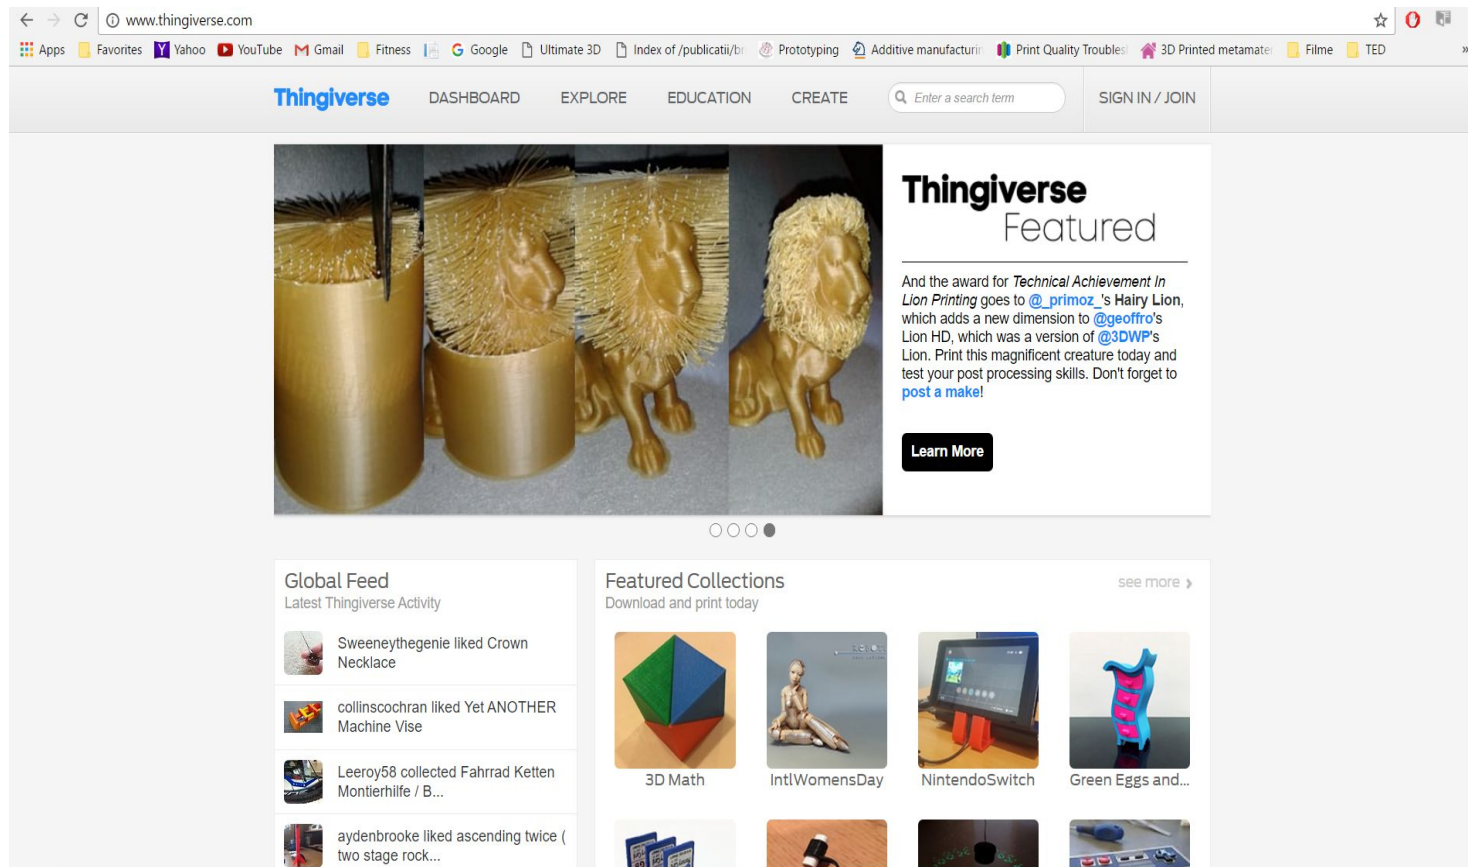 www.thingiverse.com
Apps Favorites Yahoo YouTube Gmail Fitness Google Ultimate 3D Index of /publicatii/br Prototyping Additive manufacturin Print Quality Troubles 3D Printed metamate Filme TED »
Thingiverse DASHBOARD EXPLORE EDUCATION CREATE Enter a search term SIGN IN / JOIN
Thingiverse
Featured
And the award for Technical Achievement In
Lion Printing goes to @_primoz_'s Hairy Lion,
which adds a new dimension to @geoffro's
Lion HD, which was a version of @3DWP's
Lion. Print this magnificent creature today and
test your post processing skills. Don't forget to
post a make!
Learn More
Global Feed
Latest Thingiverse Activity
Sweeneythegenie liked Crown
Necklace
collinscochran liked Yet ANOTHER
Machine Vise
Leeroy58 collected Fahrrad Ketten
Montierhilfe / B...
aydenbrooke liked ascending twice (
two stage rock...
Featured Collections see more
Download and print today
3D Math IntlWomensDay NintendoSwitch Green Eggs and...